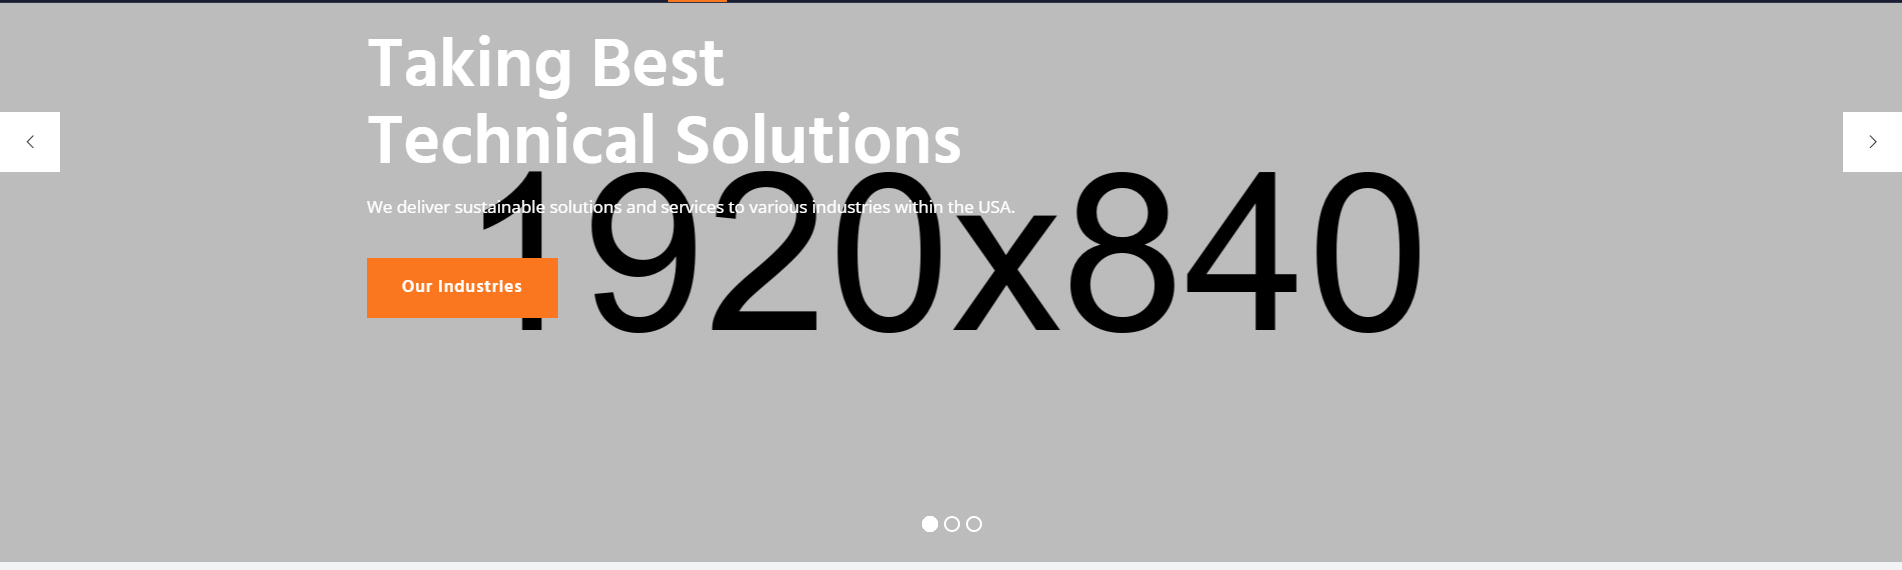 Taking Best
Technical Solutions
We deliver sustainable solutions and services to various industries within the USA.
Our Industries
1920x840